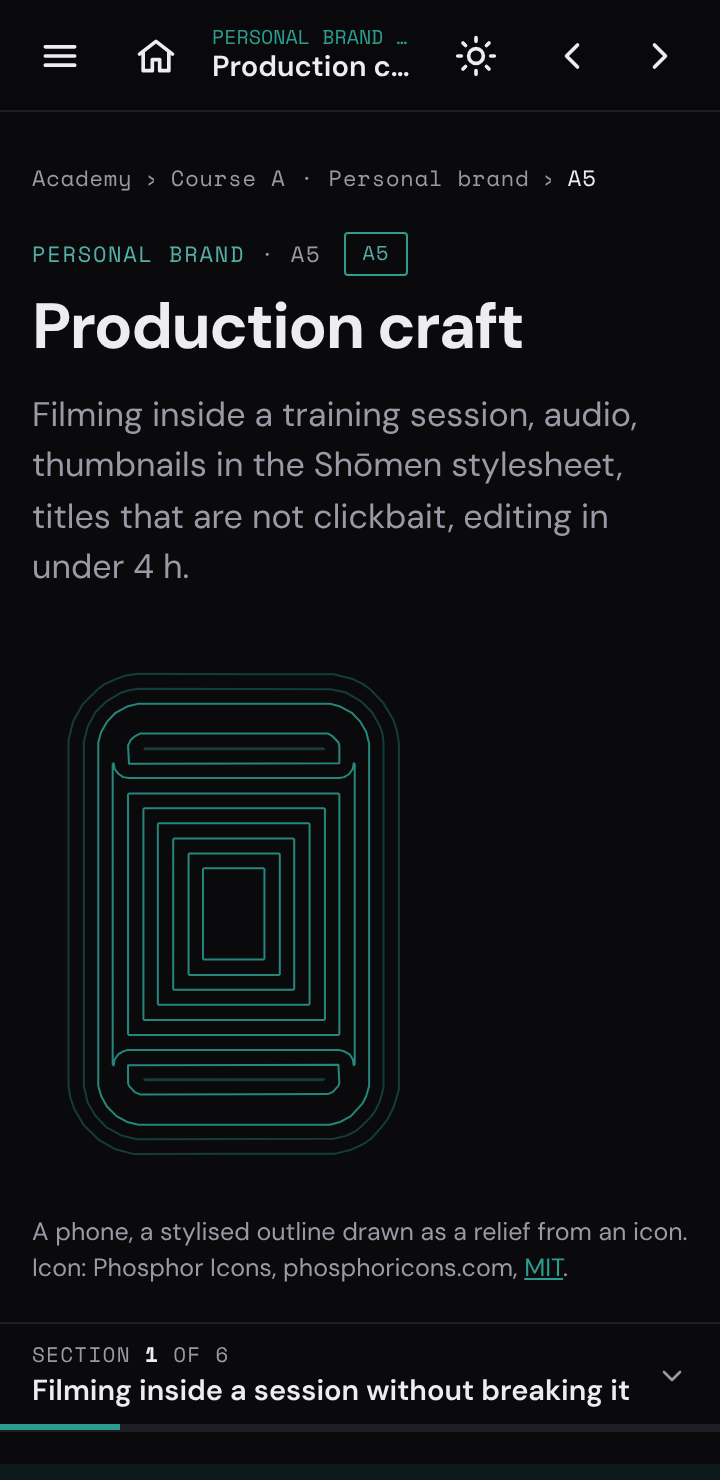 PERSONAL BRAND …
Production c…
Academy › Course A · Personal brand › A5
PERSONAL BRAND · A5 A5
Production craft
Filming inside a training session, audio,
thumbnails in the Shōmen stylesheet,
titles that are not clickbait, editing in
under 4 h.
A phone, a stylised outline drawn as a relief from an icon.
Icon: Phosphor Icons, phosphoricons.com, MIT.
SECTION 1 OF 6
Filming inside a session without breaking it